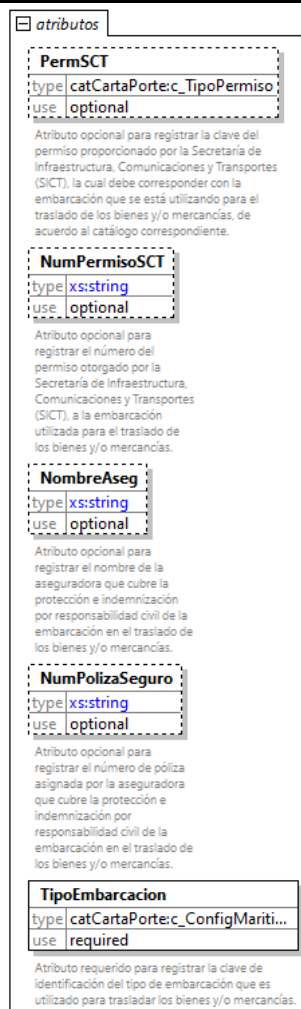 atributos
PermSCT
type catCartaPorte:c_TipoPermiso
use optional
Atributo opcional para registrar la clave del
permiso proporcionado por la Secretaría de
Infraestructura, Comunicaciones y Transportes
(SICT), la cual debe corresponder con la
embarcación que se está utilizando para el
traslado de los bienes y/o mercancías, de
acuerdo al catálogo correspondiente.
NumPermisoSCT
type xs:string
use optional
Atributo opcional para
registrar el número del
permiso otorgado por la
Secretaría de Infraestructura,
Comunicaciones y Transportes
(SICT), a la embarcación
utilizada para el traslado de
los bienes y/o mercancías.
NombreAseg
type xs:string
use optional
Atributo opcional para
registrar el nombre de la
aseguradora que cubre la
protección e indemnización
por responsabilidad civil de la
embarcación en el traslado de
los bienes y/o mercancías.
NumPolizaSeguro
type xs:string
use optional
Atributo opcional para
registrar el número de póliza
asignada por la aseguradora
que cubre la protección e
indemnización por
responsabilidad civil de la
embarcación en el traslado de
los bienes y/o mercancías.
TipoEmbarcacion
type catCartaPorte:c_ConfigMariti...
use required
Atributo requerido para registrar la clave de
identificación del tipo de embarcación que es
utilizado para trasladar los bienes y/o mercancías.